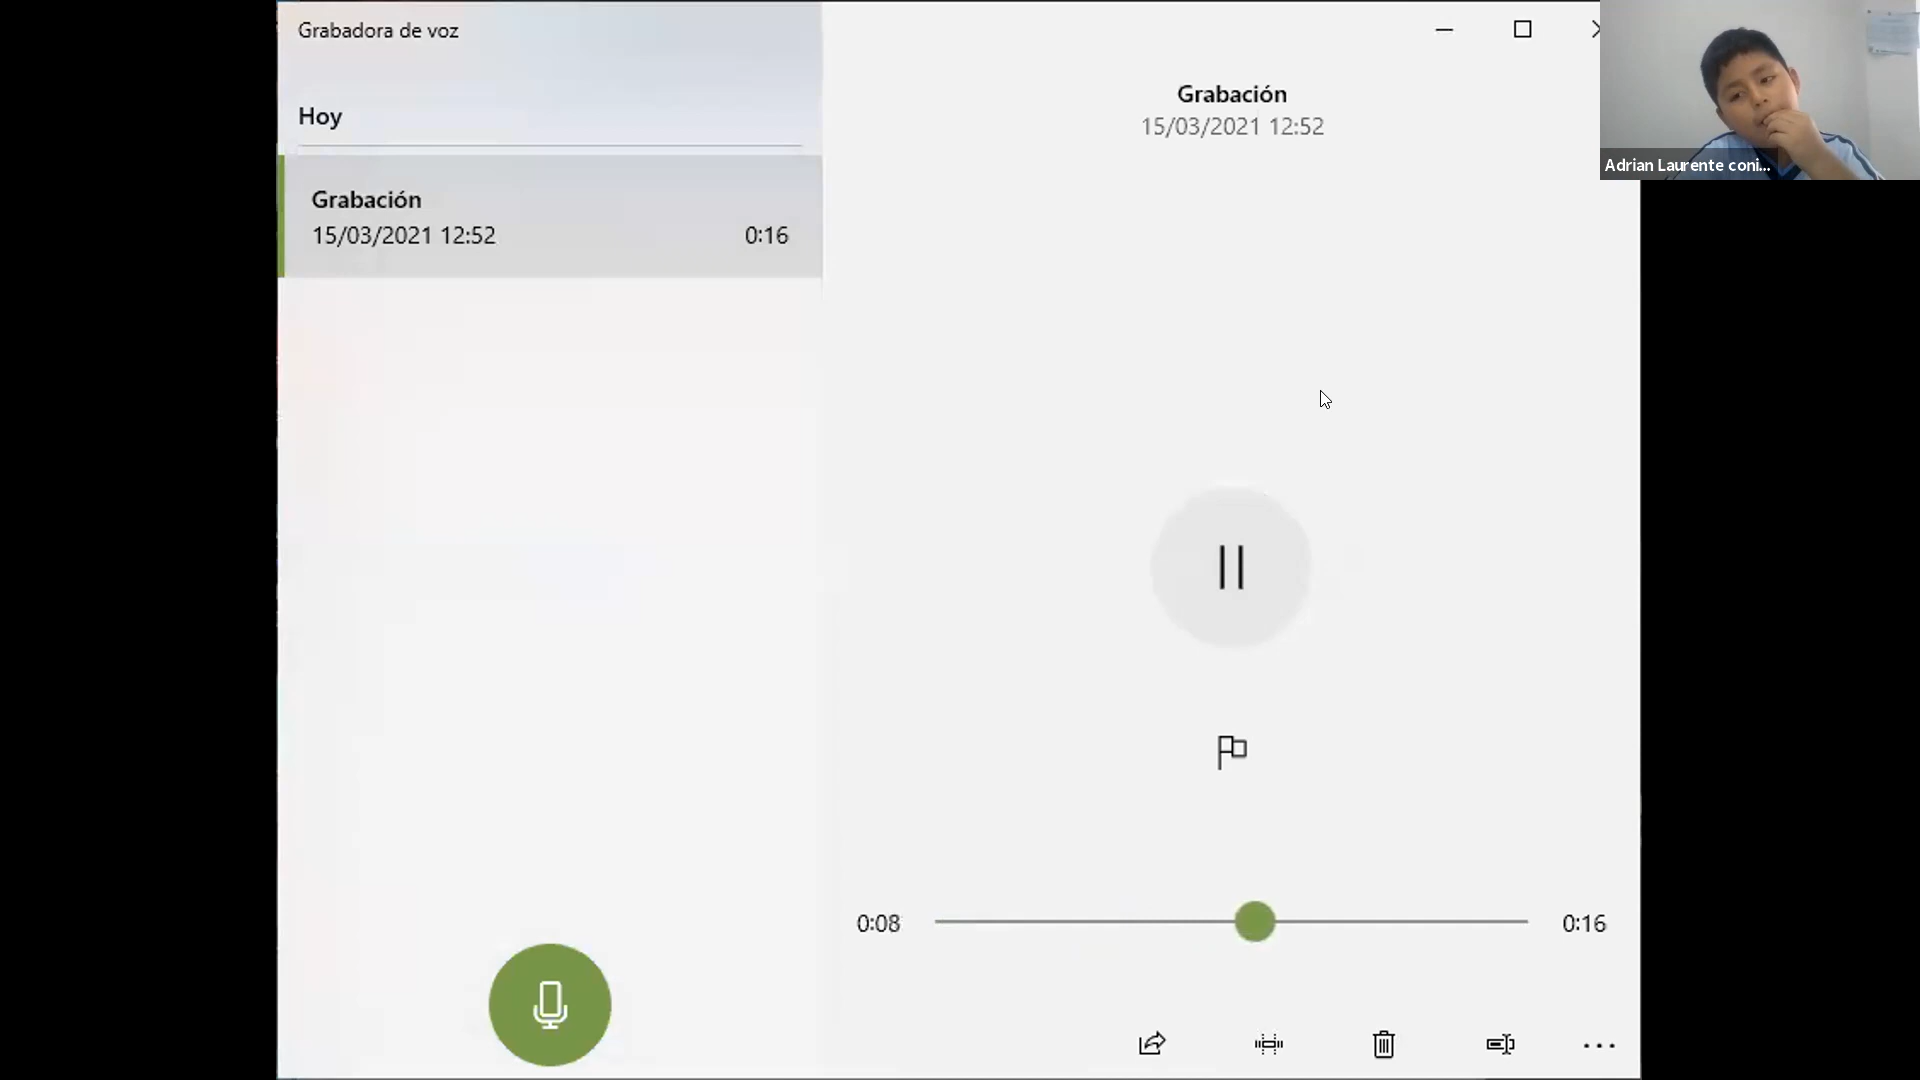 Grabadora de voz
Hoy
Grabación
15/03/2021 12:52 0:16
Grabación
15/03/2021 12:52
0:08 0:16
Adrian Laurente coni...